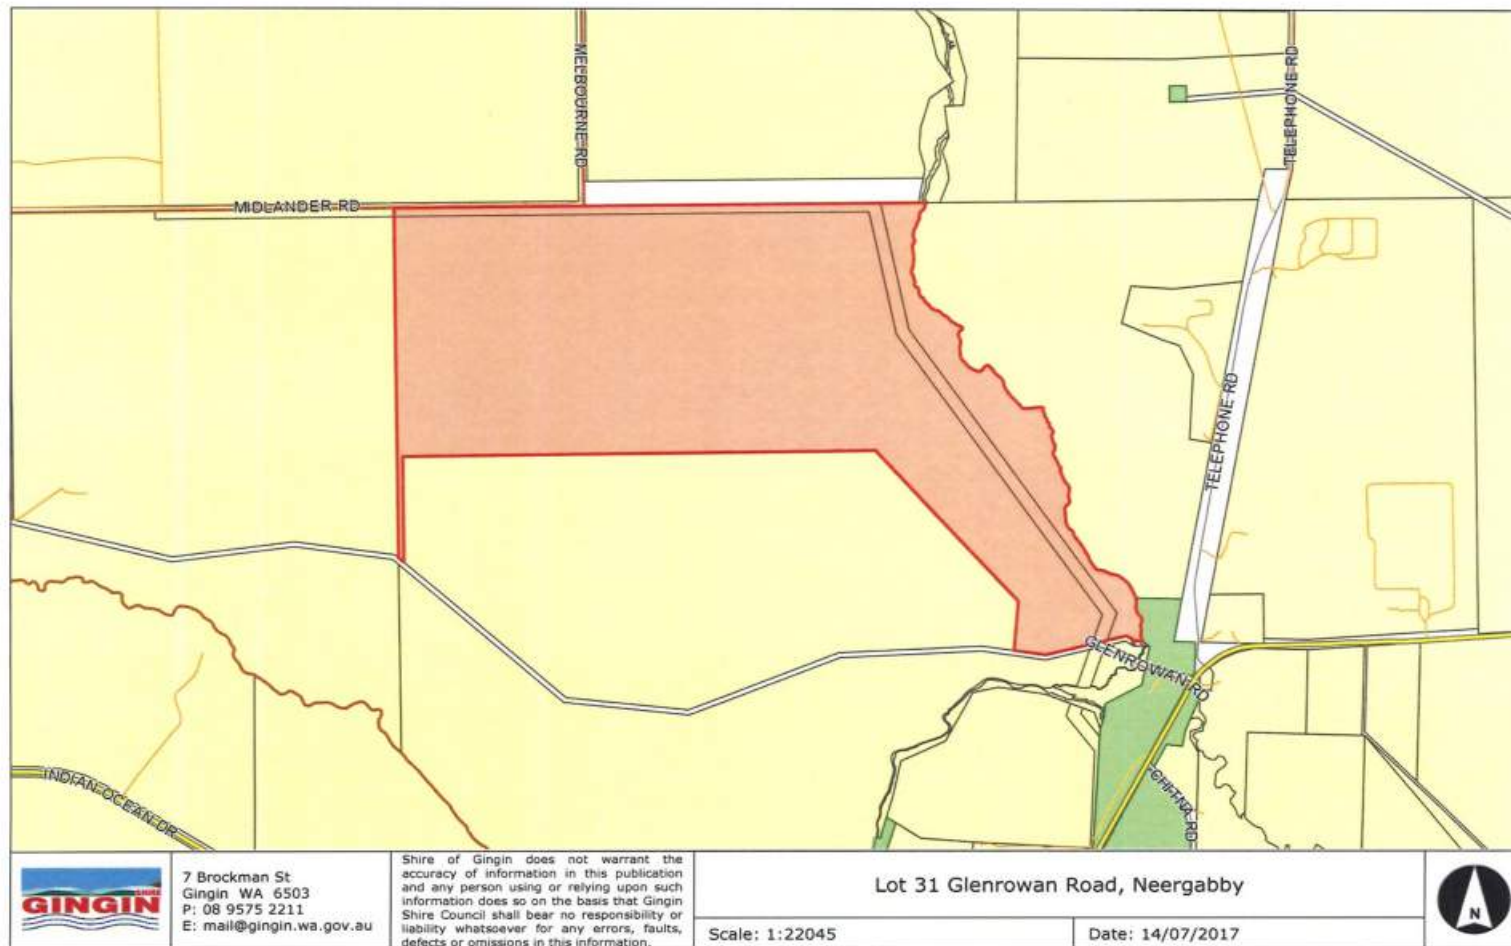 MELBOURNE RD
TELEPHONE RD
MIDLANDER RD
TELEPHONE RD
GLENROWAN RD
INDIAN OCEAN DR
CHITNA RD
SHIRE
GINGIN
7 Brockman St
Gingin WA 6503
P: 08 9575 2211
E: mail@gingin.wa.gov.au
Shire of Gingin does not warrant the
accuracy of information in this publication
and any person using or relying upon such
information does so on the basis that Gingin
Shire Council shall bear no responsibility or
liability whatsoever for any errors, faults,
defects or omissions in this information.
Lot 31 Glenrowan Road, Neergabby
Scale: 1:22045
Date: 14/07/2017
N